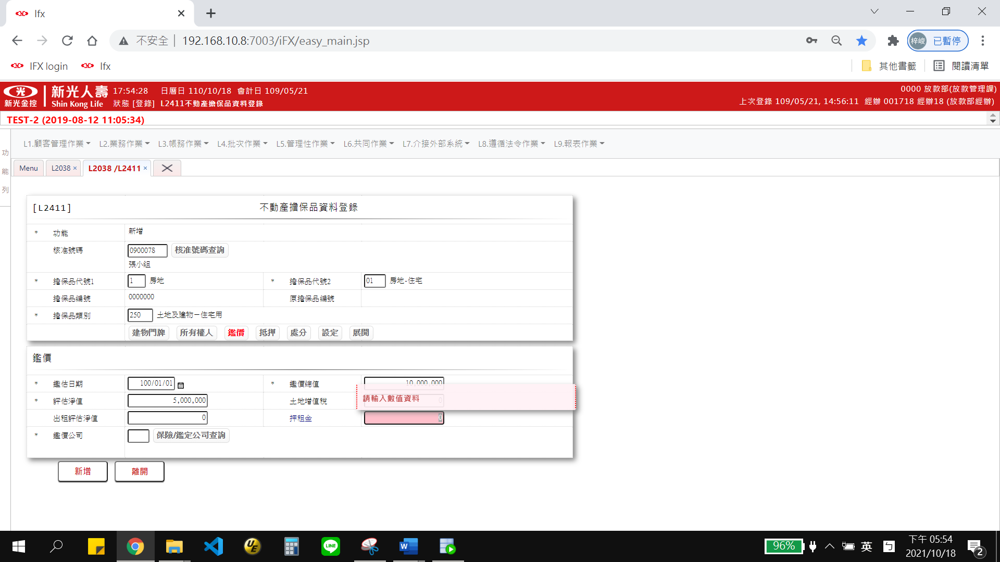 Ifx
不安全 192.168.10.8:7003/iFX/easy_main.jsp 梓峻 已暫停
IFX login Ifx 其他書籤 閱讀清單
新光金控 新光人壽 Shin Kong Life
17:54:28 日曆日 110/10/18 會計日 109/05/21 0000 放款部(放款管理課)
狀態 [登錄] L2411不動產擔保品資料登錄 上次登錄 109/05/21, 14:56:11 經辦 001718 經辦18 (放款部經辦)
TEST-2 (2019-08-12 11:05:34)
功能列
L1.顧客管理作業 L2.業務作業 L3.帳務作業 L4.批次作業 L5.管理性作業 L6.共同作業 L7.介接外部系統 L8.遵循法令作業 L9.報表作業
Menu L2038 × L2038 /L2411 ×
[L2411] 不動產擔保品資料登錄
* 功能 新增
核准號碼 0900078 核准號碼查詢
張小組
* 擔保品代號1 1 房地 * 擔保品代號2 01 房地-住宅
擔保品編號 0000000 原擔保品編號
* 擔保品類別 250 土地及建物－住宅用
建物門牌 所有權人 鑑價 抵押 處分 設定 展開
鑑價
* 鑑估日期 100/01/01 * 鑑價總值 10,000,000
* 評估淨值 5,000,000 土地增值稅 0
請輸入數值資料
出租評估淨值 0 押租金 0
* 鑑價公司 保險/鑑定公司查詢
新增 離開
96% 英 ㄅ 下午 05:54
2021/10/18 2